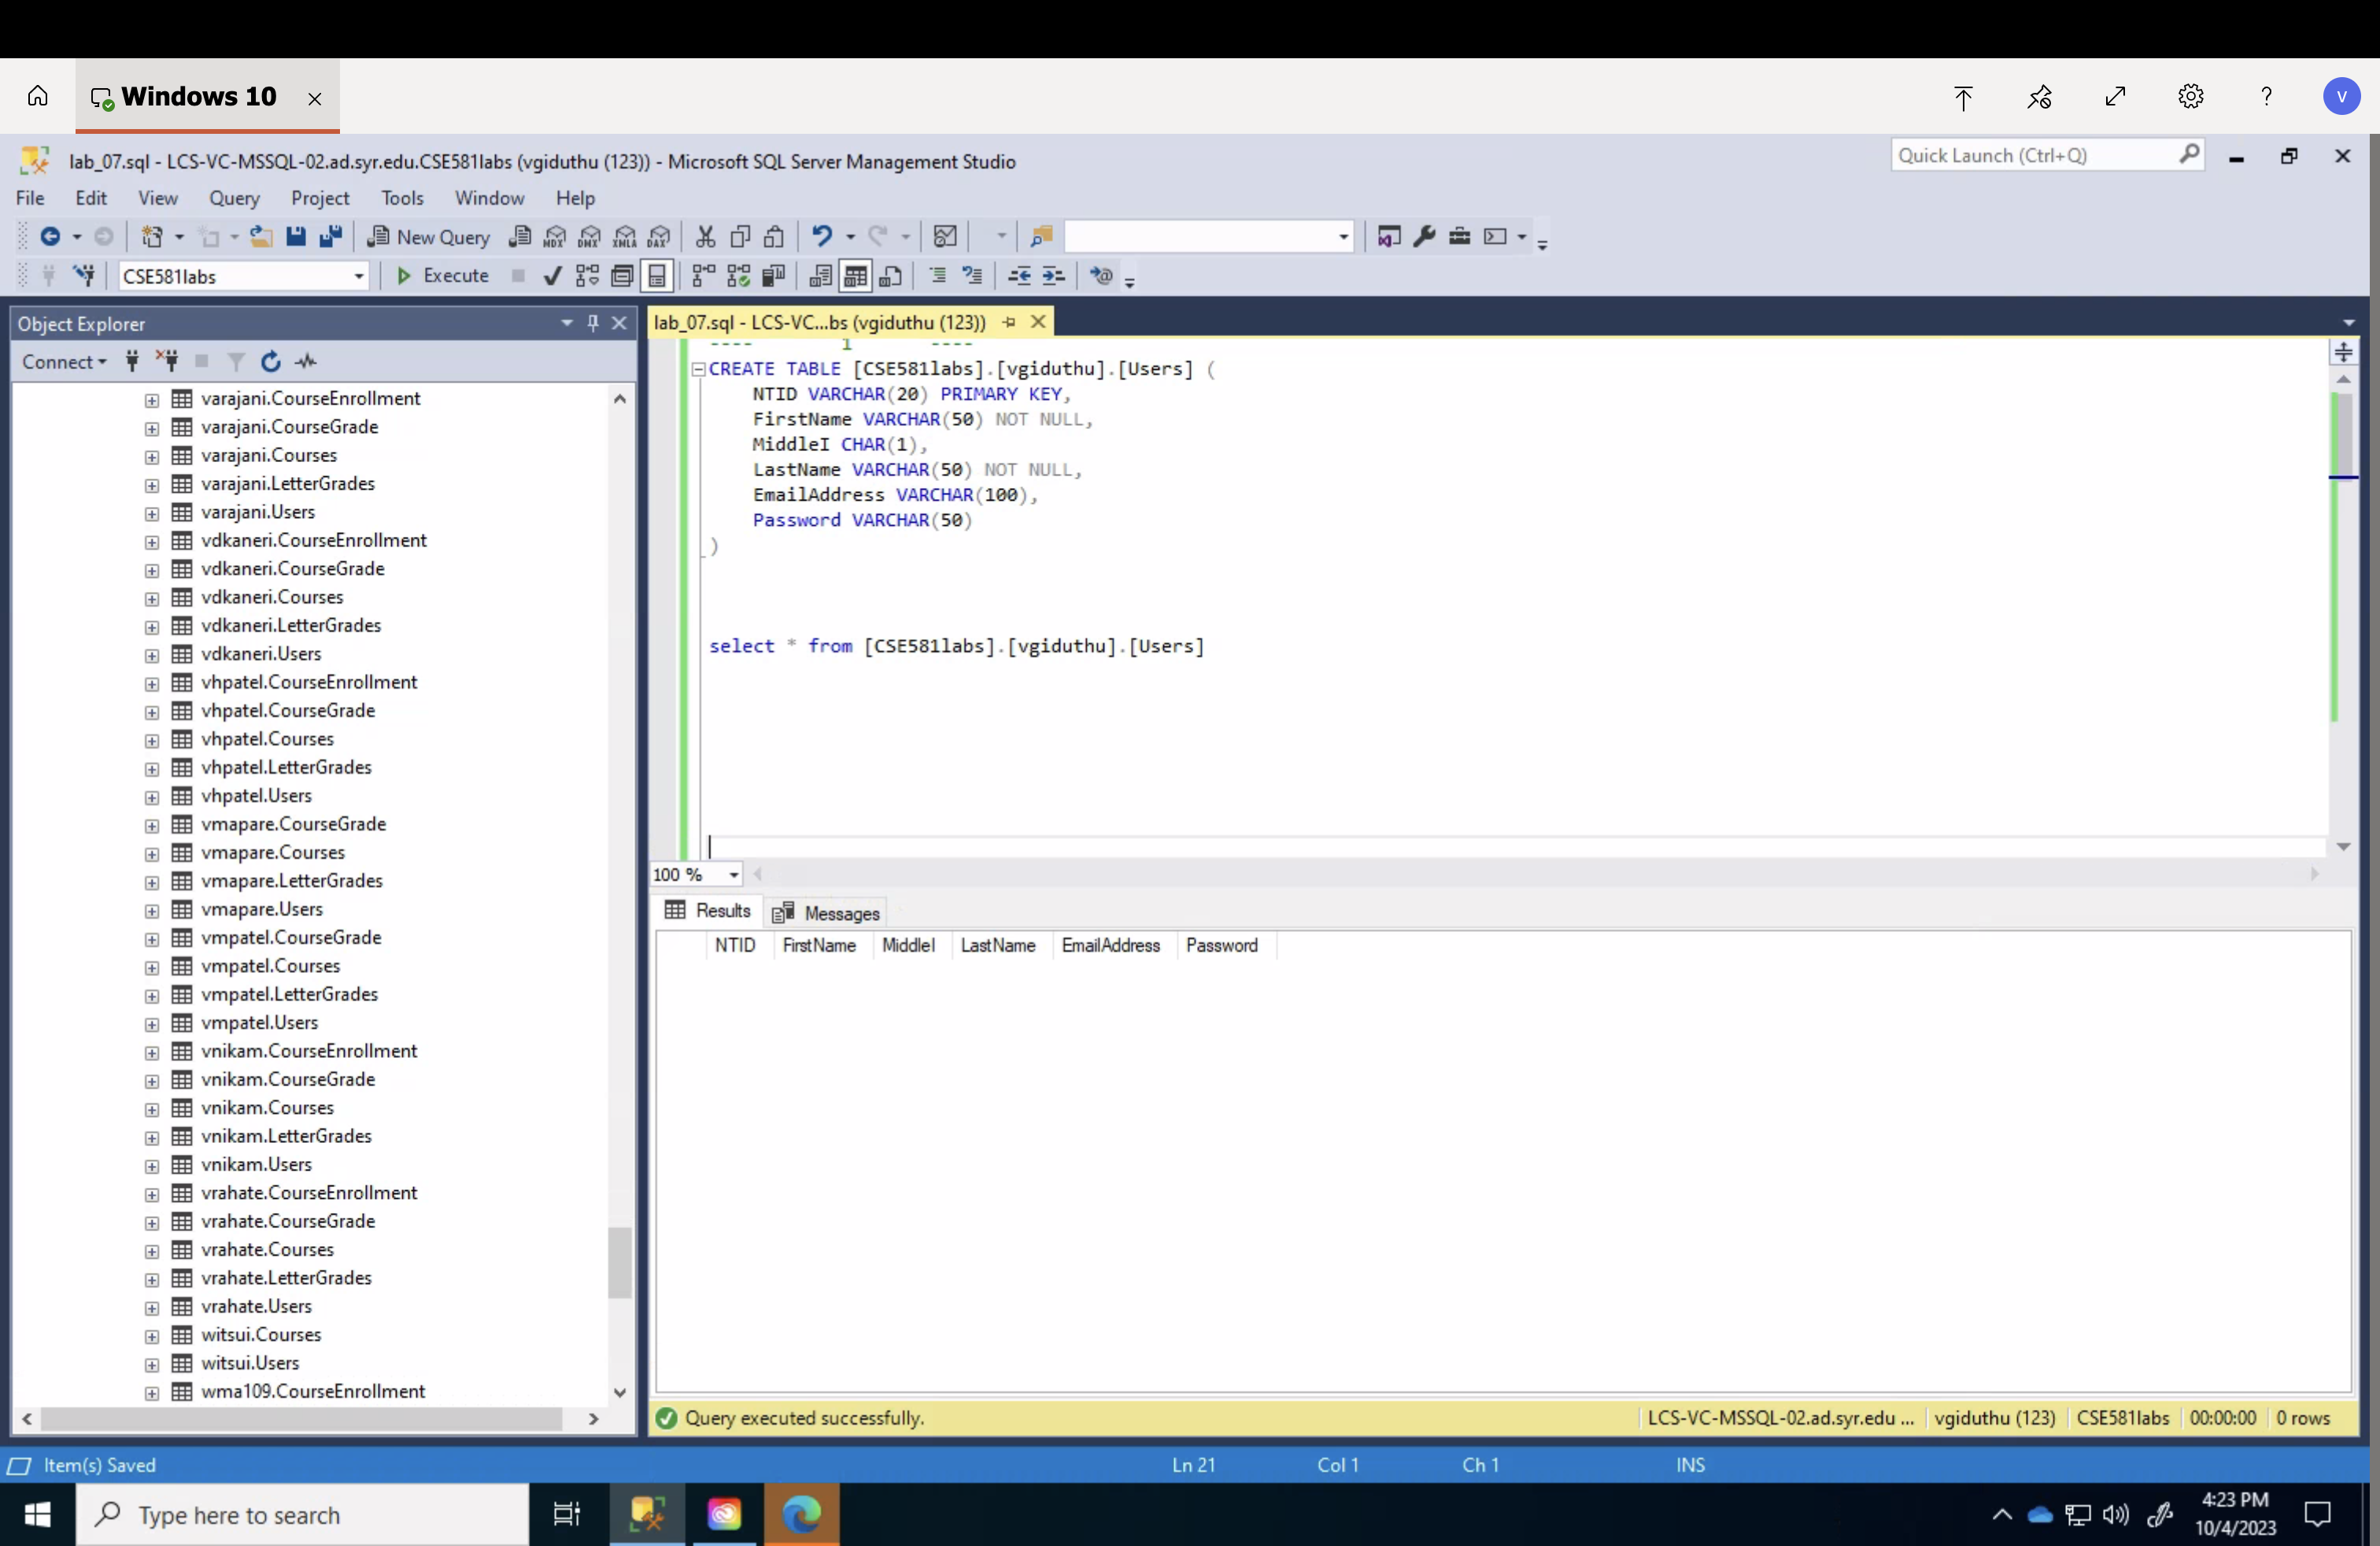 Windows 10
?
V
lab_07.sql - LCS-VC-MSSQL-02.ad.syr.edu.CSE581labs (vgiduthu (123)) - Microsoft SQL Server Management Studio
Quick Launch (Ctrl+Q)
File Edit View Query Project Tools Window Help
New Query MDX DMX XMLA DAX
CSE581labs
Execute
Object Explorer
Connect
varajani.CourseEnrollment
varajani.CourseGrade
varajani.Courses
varajani.LetterGrades
varajani.Users
vdkaneri.CourseEnrollment
vdkaneri.CourseGrade
vdkaneri.Courses
vdkaneri.LetterGrades
vdkaneri.Users
vhpatel.CourseEnrollment
vhpatel.CourseGrade
vhpatel.Courses
vhpatel.LetterGrades
vhpatel.Users
vmapare.CourseGrade
vmapare.Courses
vmapare.LetterGrades
vmapare.Users
vmpatel.CourseGrade
vmpatel.Courses
vmpatel.LetterGrades
vmpatel.Users
vnikam.CourseEnrollment
vnikam.CourseGrade
vnikam.Courses
vnikam.LetterGrades
vnikam.Users
vrahate.CourseEnrollment
vrahate.CourseGrade
vrahate.Courses
vrahate.LetterGrades
vrahate.Users
witsui.Courses
witsui.Users
wma109.CourseEnrollment
lab_07.sql - LCS-VC...bs (vgiduthu (123))
---- 1 ----
CREATE TABLE [CSE581labs].[vgiduthu].[Users] (
NTID VARCHAR(20) PRIMARY KEY,
FirstName VARCHAR(50) NOT NULL,
MiddleI CHAR(1),
LastName VARCHAR(50) NOT NULL,
EmailAddress VARCHAR(100),
Password VARCHAR(50)
)
select * from [CSE581labs].[vgiduthu].[Users]
100 %
Results Messages
NTID FirstName MiddleI LastName EmailAddress Password
Query executed successfully.
LCS-VC-MSSQL-02.ad.syr.edu ... vgiduthu (123) CSE581labs 00:00:00 0 rows
Item(s) Saved
Ln 21 Col 1 Ch 1 INS
Type here to search
4:23 PM
10/4/2023